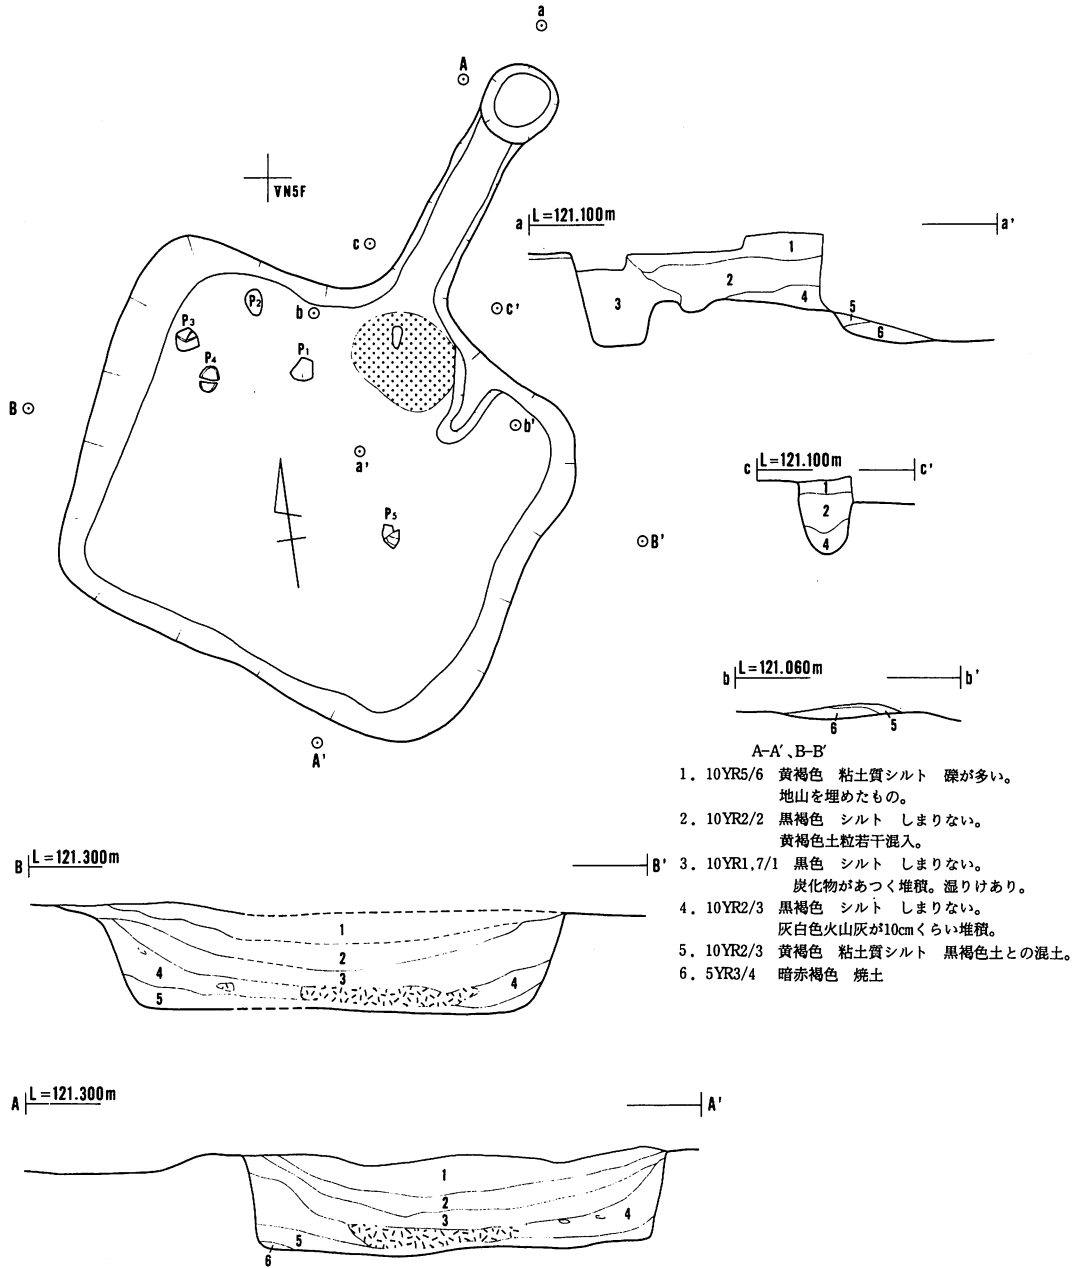 a
A
▽N5F
c
c'
b
P2
P3
P4
P1
B
b'
a'
P5
B'
A'
a L=121.100m a'
1
2
3
4
5
6
c L=121.100m c'
1
2
4
b L=121.060m b'
6
5
A-A'、B-B'
1. 10YR5/6 黄褐色 粘土質シルト 礫が多い。
地山を埋めたもの。
2. 10YR2/2 黒褐色 シルト しまりない。
黄褐色土粒若干混入。
3. 10YR1,7/1 黒色 シルト しまりない。
炭化物があつく堆積。湿りけあり。
4. 10YR2/3 黒褐色 シルト しまりない。
灰白色火山灰が10cmくらい堆積。
5. 10YR2/3 黄褐色 粘土質シルト 黒褐色土との混土。
6. 5YR3/4 暗赤褐色 焼土
B L=121.300m B'
1
2
3
4
4
5
A L=121.300m A'
1
2
3
4
5
6